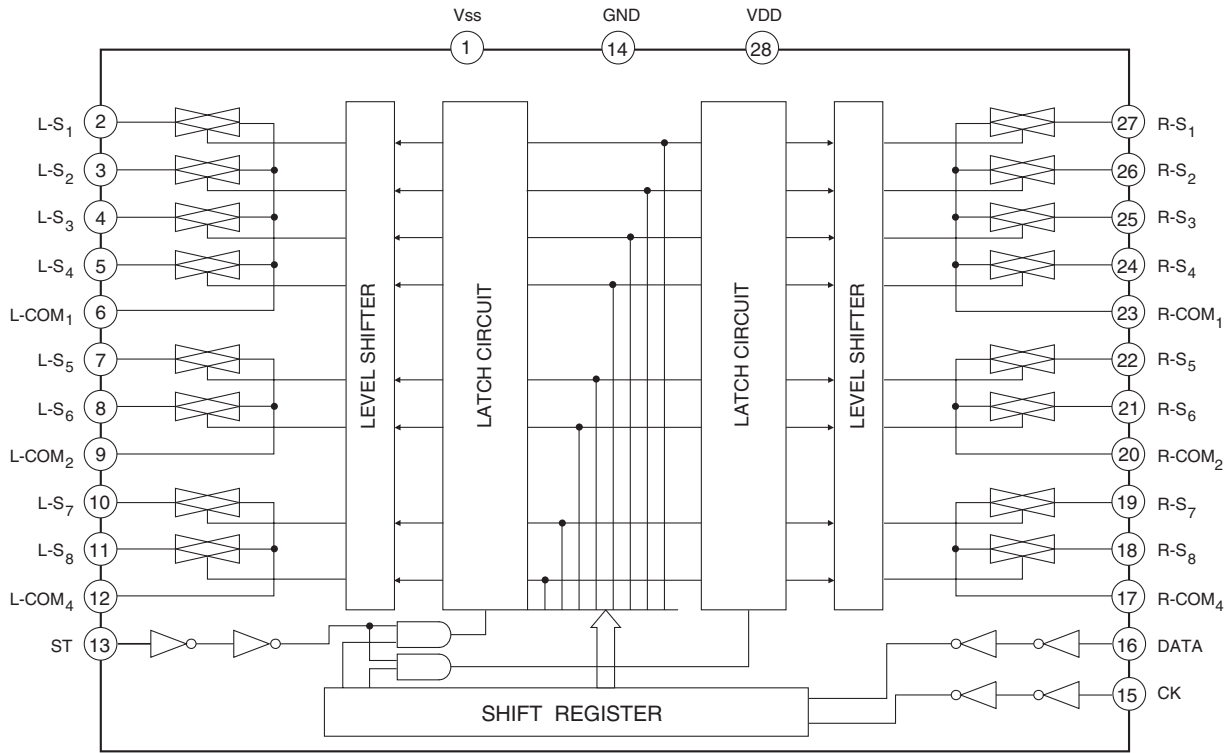 Vss
GND
VDD
1
14
28
L-S1
2
L-S2
3
L-S3
4
L-S4
5
L-COM1
6
L-S5
7
L-S6
8
L-COM2
9
L-S7
10
L-S8
11
L-COM4
12
ST
13
LEVEL SHIFTER
LATCH CIRCUIT
LATCH CIRCUIT
LEVEL SHIFTER
27
R-S1
26
R-S2
25
R-S3
24
R-S4
23
R-COM1
22
R-S5
21
R-S6
20
R-COM2
19
R-S7
18
R-S8
17
R-COM4
16
DATA
15
CK
SHIFT REGISTER